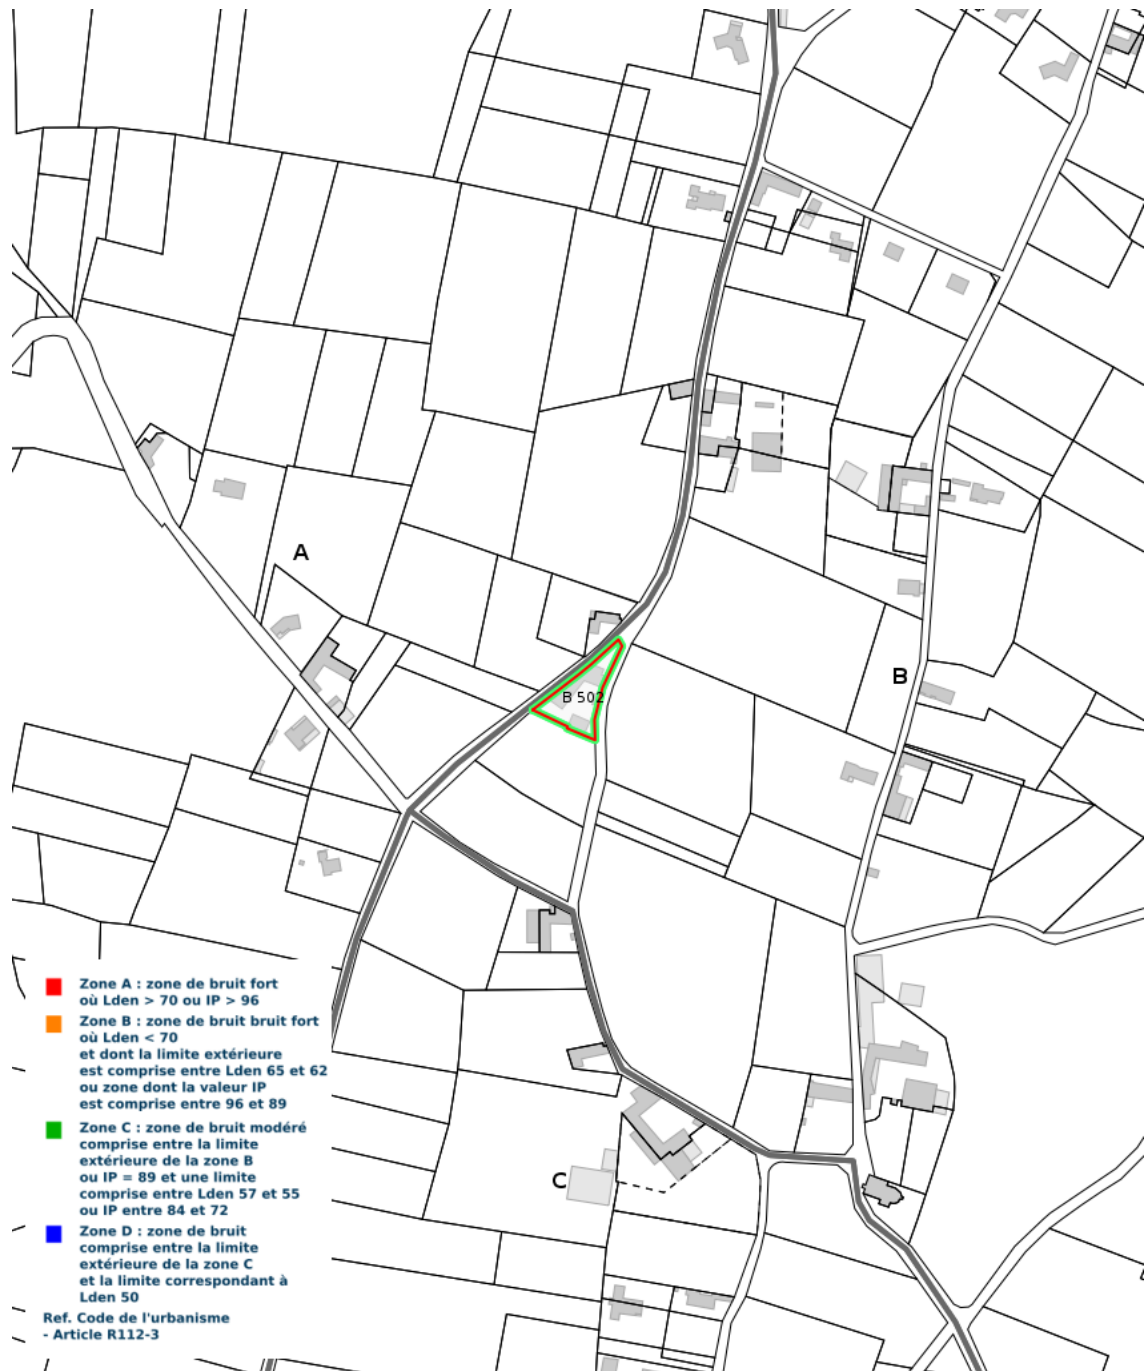 A
B 502
B
C
Zone A : zone de bruit fort
où Lden > 70 ou IP > 96
Zone B : zone de bruit bruit fort
où Lden < 70
et dont la limite extérieure
est comprise entre Lden 65 et 62
ou zone dont la valeur IP
est comprise entre 96 et 89
Zone C : zone de bruit modéré
comprise entre la limite
extérieure de la zone B
ou IP = 89 et une limite
comprise entre Lden 57 et 55
ou IP entre 84 et 72
Zone D : zone de bruit
comprise entre la limite
extérieure de la zone C
et la limite correspondant à
Lden 50
Ref. Code de l'urbanisme
- Article R112-3